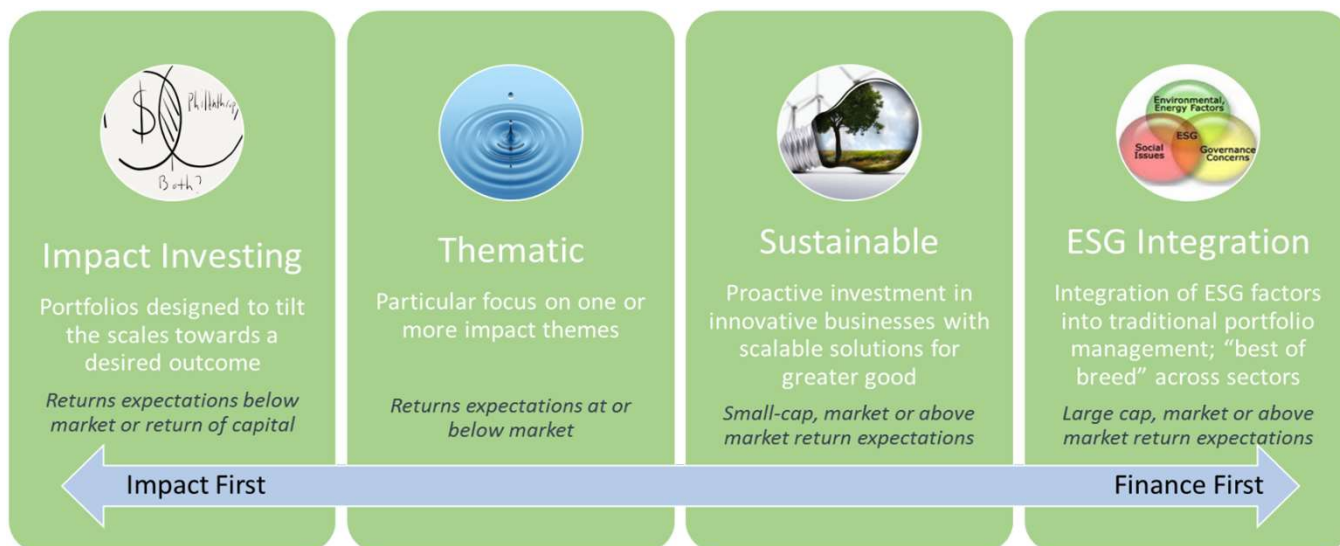 $
Philanthropy
Both?
Impact Investing
Portfolios designed to tilt
the scales towards a
desired outcome
Returns expectations below
market or return of capital
Thematic
Particular focus on one or
more impact themes
Returns expectations at or
below market
Sustainable
Proactive investment in
innovative businesses with
scalable solutions for
greater good
Small-cap, market or above
market return expectations
Environmental,
Energy Factors
ESG
Social
Issues
Governance
Concerns
ESG Integration
Integration of ESG factors
into traditional portfolio
management; “best of
breed” across sectors
Large cap, market or above
market return expectations
Impact First
Finance First